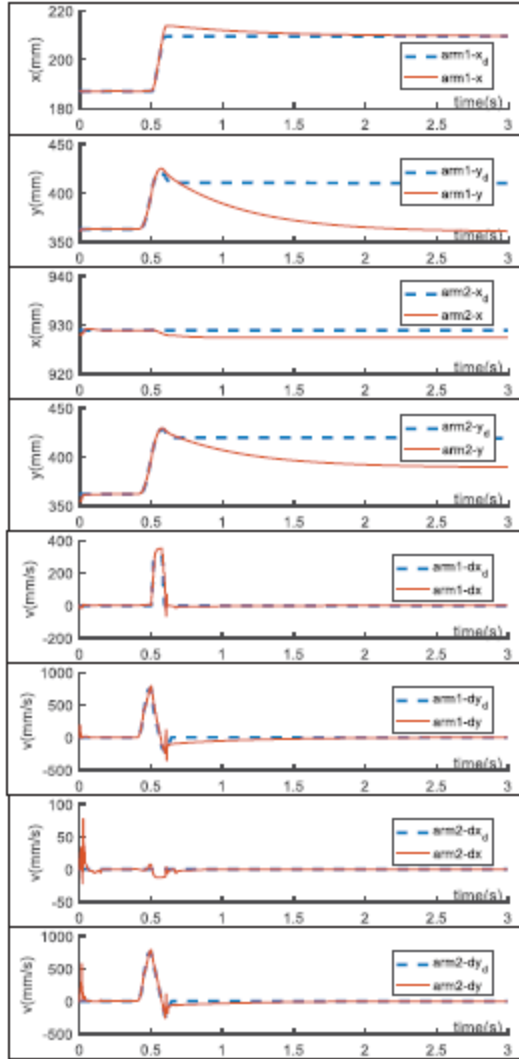 220
200
180
x(mm)
arm1-x_d
arm1-x
time(s)
0 0.5 1 1.5 2 2.5 3
450
400
350
y(mm)
arm1-y_d
arm1-y
time(s)
0 0.5 1 1.5 2 2.5 3
940
930
920
x(mm)
arm2-x_d
arm2-x
time(s)
0 0.5 1 1.5 2 2.5 3
450
400
350
y(mm)
arm2-y_d
arm2-y
time(s)
0 0.5 1 1.5 2 2.5 3
400
200
0
-200
v(mm/s)
arm1-dx_d
arm1-dx
time(s)
0 0.5 1 1.5 2 2.5 3
1000
500
0
-500
v(mm/s)
arm1-dy_d
arm1-dy
time(s)
0 0.5 1 1.5 2 2.5 3
100
50
0
-50
v(mm/s)
arm2-dx_d
arm2-dx
time(s)
0 0.5 1 1.5 2 2.5 3
1000
500
0
-500
v(mm/s)
arm2-dy_d
arm2-dy
time(s)
0 0.5 1 1.5 2 2.5 3